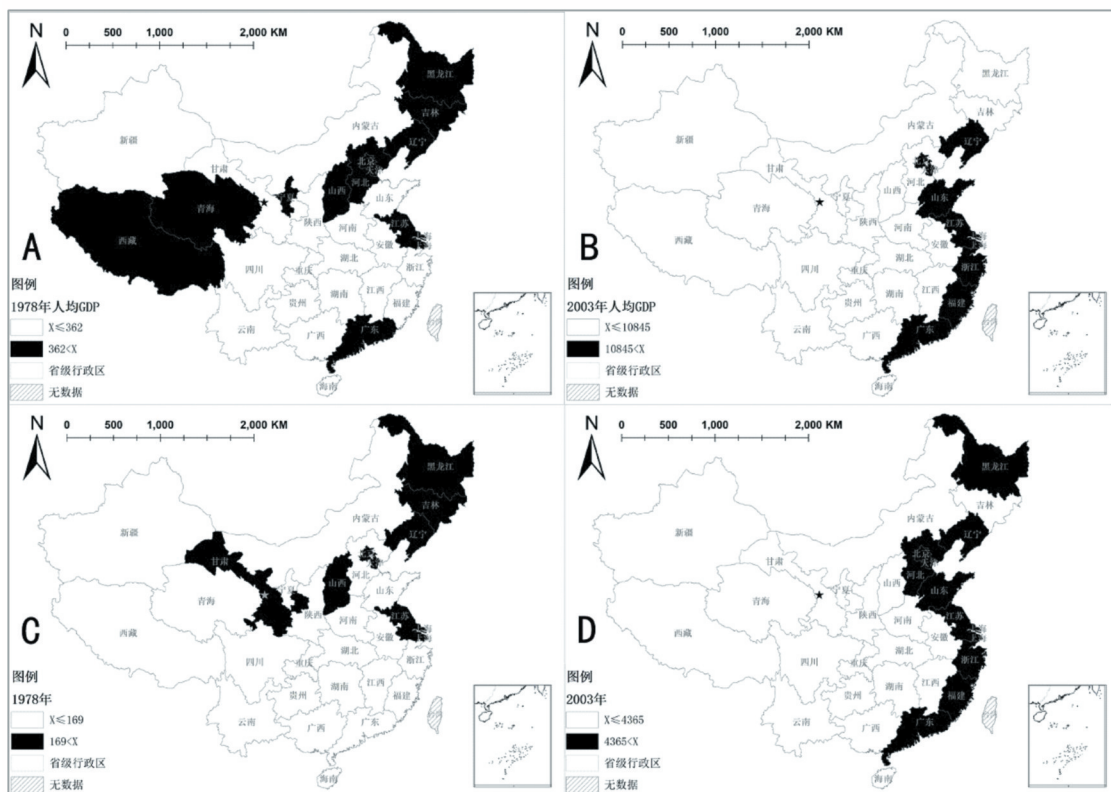 N
0 500 1,000 2,000 KM
黑龙江
吉林
辽宁
内蒙古
新疆
甘肃
北京
天津
河北
山西
宁夏
山东
青海
陕西
河南
江苏
西藏
安徽
上海
四川
重庆
湖北
浙江
湖南
江西
贵州
福建
云南
广西
广东
海南
A
图例
1978年人均GDP
X≤362
362<X
省级行政区
无数据
N
0 500 1,000 2,000 KM
黑龙江
吉林
辽宁
内蒙古
新疆
甘肃
河北
山西
宁夏
山东
青海
陕西
河南
江苏
西藏
安徽
上海
四川
重庆
湖北
浙江
湖南
江西
贵州
福建
云南
广西
广东
海南
B
图例
2003年人均GDP
X≤10845
10845<X
省级行政区
无数据
N
0 500 1,000 2,000 KM
黑龙江
吉林
辽宁
内蒙古
新疆
甘肃
河北
山西
宁夏
山东
青海
陕西
河南
江苏
西藏
安徽
上海
四川
重庆
湖北
浙江
湖南
江西
贵州
福建
云南
广西
广东
海南
C
图例
1978年
X≤169
169<X
省级行政区
无数据
N
0 500 1,000 2,000 KM
黑龙江
吉林
辽宁
内蒙古
新疆
甘肃
北京
天津
河北
山西
宁夏
山东
青海
陕西
河南
江苏
西藏
安徽
上海
四川
重庆
湖北
浙江
湖南
江西
贵州
福建
云南
广西
广东
海南
D
图例
2003年
X≤4365
4365<X
省级行政区
无数据